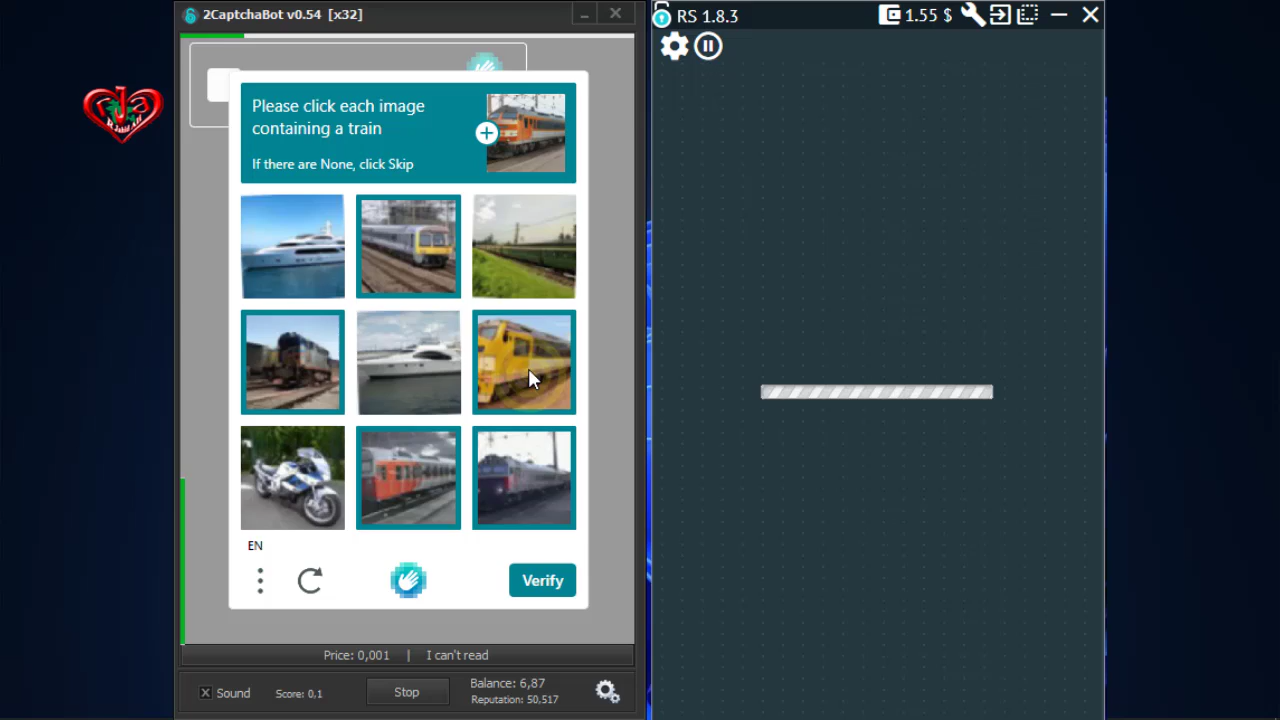 2CaptchaBot v0.54 [x32]
RS 1.8.3
1.55 $
Please click each image
containing a train
If there are None, click Skip
EN
Verify
Price: 0,001 | I can't read
Sound
Score: 0,1
Stop
Balance: 6,87
Reputation: 50,517